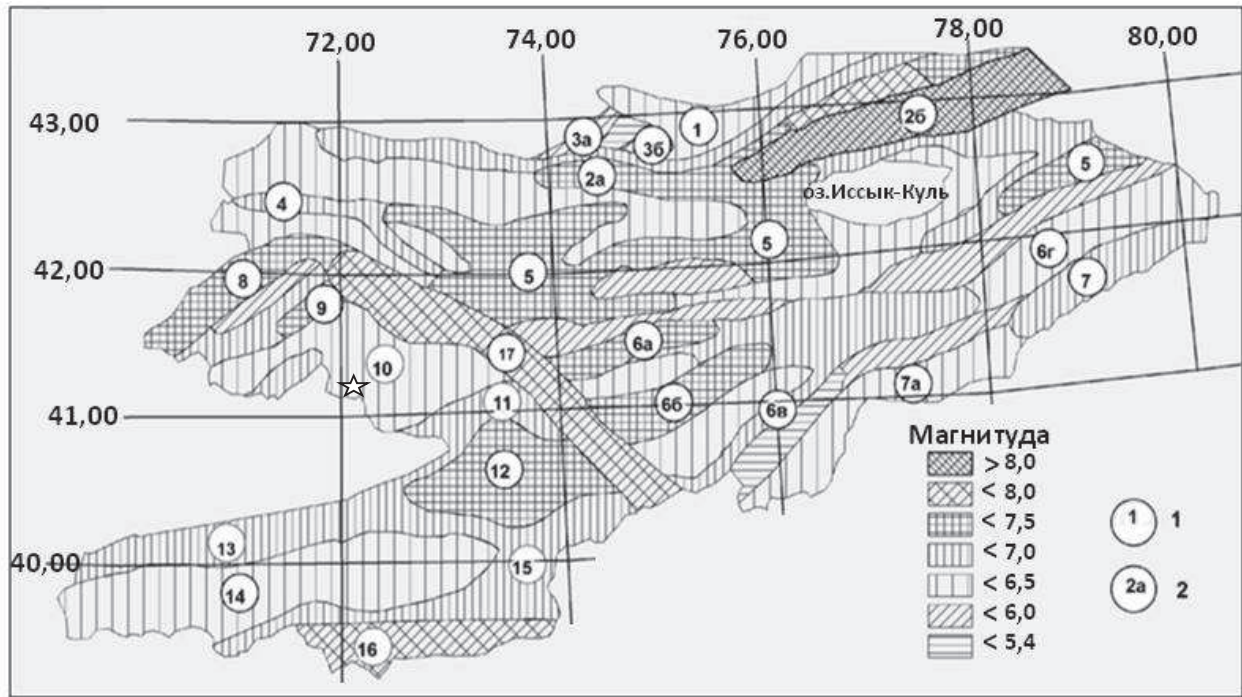 72,00 74,00 76,00 78,00 80,00
43,00
3а 3б 1 2б
2а 5
оз.Иссык-Куль
4
5 6г
42,00
8 5 7
9
6а
17
10
7а
11 6б 6в
41,00
Магнитуда
12 > 8,0
< 8,0
1 1
< 7,5
13 < 7,0
40,00 15
14 < 6,5
2а 2
< 6,0
16 < 5,4